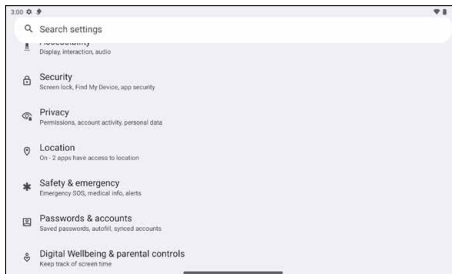 3:00
Search settings
Accessibility
Display, interaction, audio
Security
Screen lock, Find My Device, app security
Privacy
Permissions, account activity, personal data
Location
On - 2 apps have access to location
Safety & emergency
Emergency SOS, medical info, alerts
Passwords & accounts
Saved passwords, autofill, synced accounts
Digital Wellbeing & parental controls
Keep track of screen time